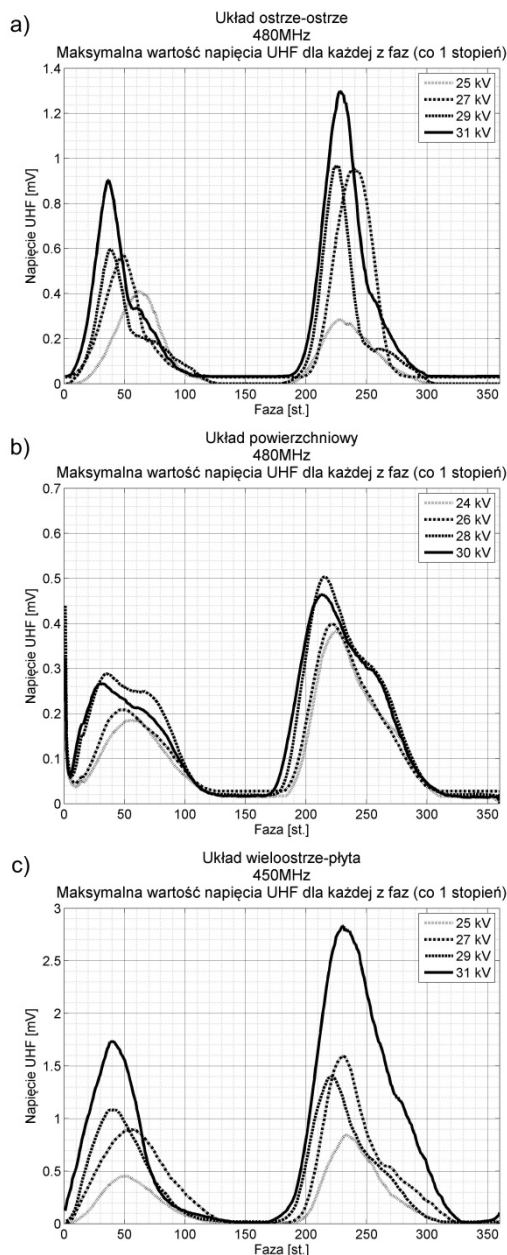 a)
Układ ostrze-ostrze
480MHz
Maksymalna wartość napięcia UHF dla każdej z faz (co 1 stopień)
1.4
1.2
1
0.8
0.6
0.4
0.2
0
Napięcie UHF [mV]
25 kV
27 kV
29 kV
31 kV
0 50 100 150 200 250 300 350
Faza [st.]
b)
Układ powierzchniowy
480MHz
Maksymalna wartość napięcia UHF dla każdej z faz (co 1 stopień)
0.7
0.6
0.5
0.4
0.3
0.2
0.1
0
Napięcie UHF [mV]
24 kV
26 kV
28 kV
30 kV
0 50 100 150 200 250 300 350
Faza [st.]
c)
Układ wieloostrze-płyta
450MHz
Maksymalna wartość napięcia UHF dla każdej z faz (co 1 stopień)
3
2.5
2
1.5
1
0.5
0
Napięcie UHF [mV]
25 kV
27 kV
29 kV
31 kV
0 50 100 150 200 250 300 350
Faza [st.]